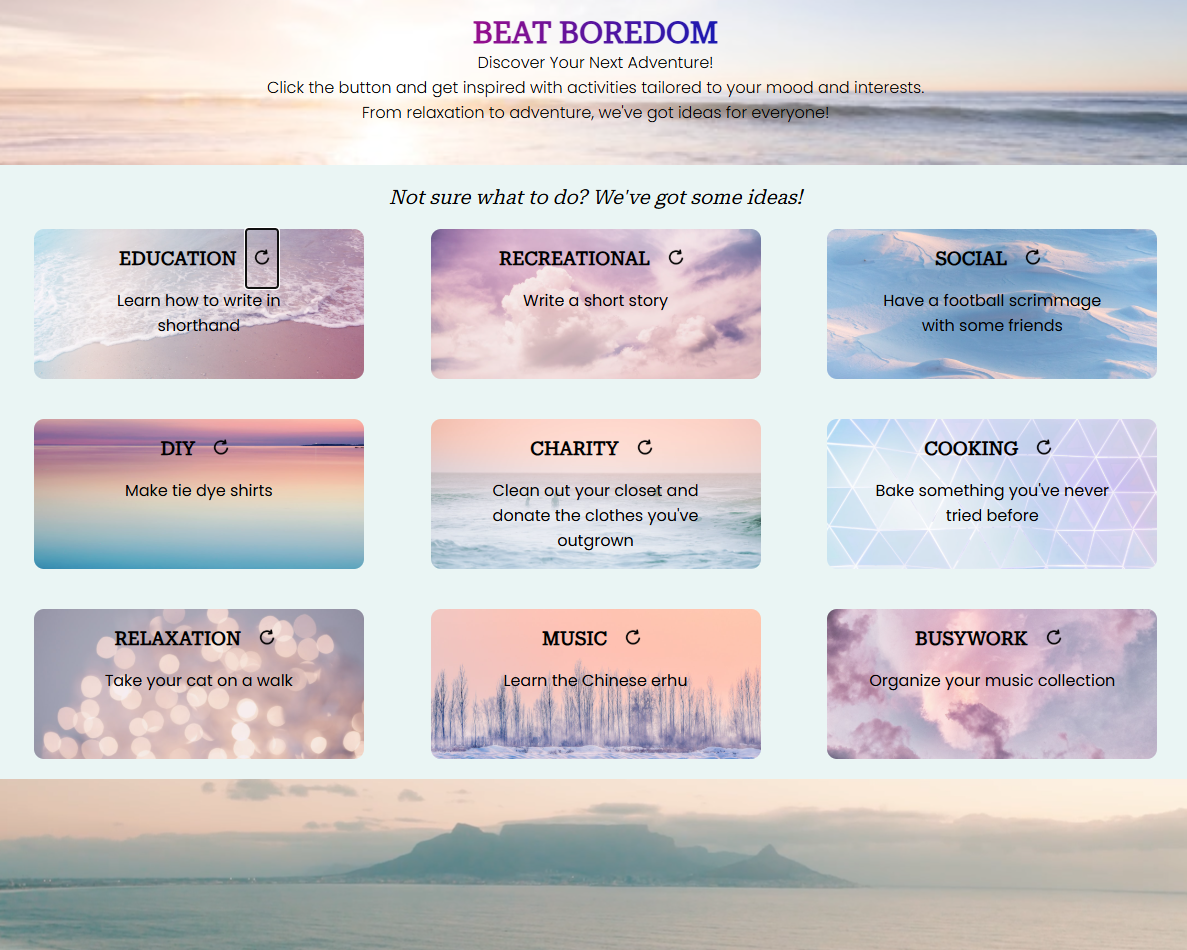 BEAT BOREDOM
Discover Your Next Adventure!
Click the button and get inspired with activities tailored to your mood and interests.
From relaxation to adventure, we've got ideas for everyone!
Not sure what to do? We've got some ideas!
EDUCATION
Learn how to write in
shorthand
RECREATIONAL
Write a short story
SOCIAL
Have a football scrimmage
with some friends
DIY
Make tie dye shirts
CHARITY
Clean out your closet and
donate the clothes you've
outgrown
COOKING
Bake something you've never
tried before
RELAXATION
Take your cat on a walk
MUSIC
Learn the Chinese erhu
BUSYWORK
Organize your music collection